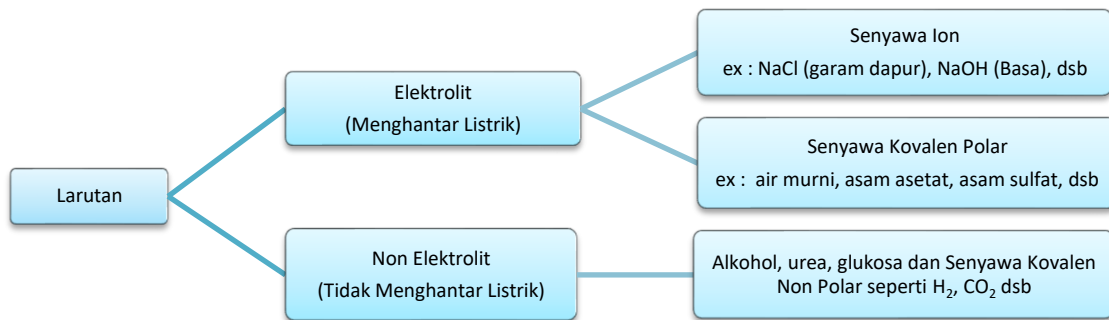 Larutan
Elektrolit
(Menghantar Listrik)
Senyawa Ion
ex : NaCl (garam dapur), NaOH (Basa), dsb
Senyawa Kovalen Polar
ex :  air murni, asam asetat, asam sulfat, dsb
Non Elektrolit
(Tidak Menghantar Listrik)
Alkohol, urea, glukosa dan Senyawa Kovalen
Non Polar seperti H₂, CO₂ dsb